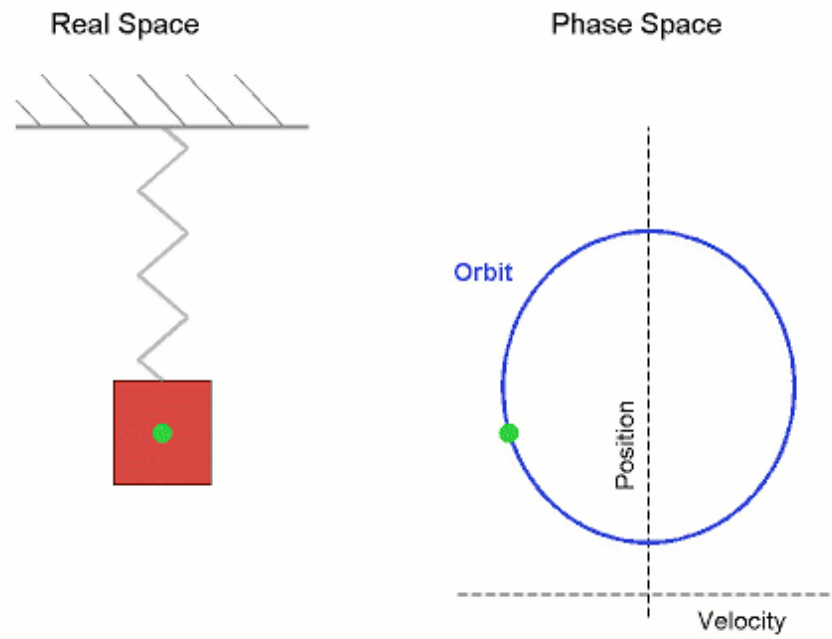 Real Space
Phase Space
Orbit
Position
Velocity